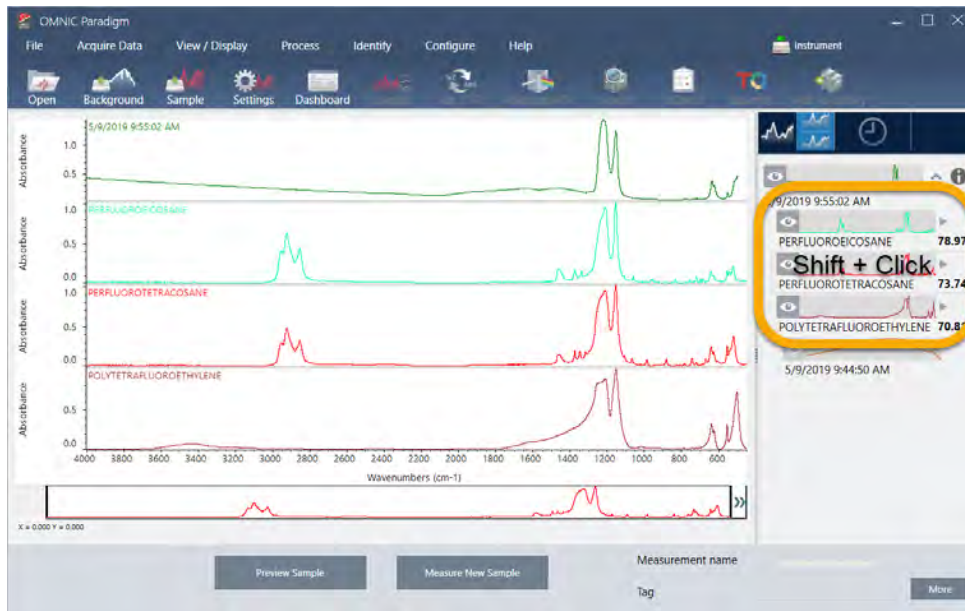 OMNIC Paradigm
File Acquire Data View / Display Process Identify Configure Help Instrument
Open Background Sample Settings Dashboard TQ
5/9/2019 9:55:02 AM
Absorbance
1.0
0.5
PERFLUOROEICOSANE
Absorbance
1.0
0.5
0.0
PERFLUOROTETRACOSANE
Absorbance
1.0
0.5
0.0
POLYTETRAFLUOROETHYLENE
Absorbance
0.5
0.0
4000 3800 3600 3400 3200 3000 2800 2600 2400 2200 2000 1800 1600 1400 1200 1000 800 600
Wavenumbers (cm-1)
X = 0.000 Y = 0.000
5/9/2019 9:55:02 AM
PERFLUOROEICOSANE 78.97
Shift + Click
PERFLUOROTETRACOSANE 73.74
POLYTETRAFLUOROETHYLENE 70.81
5/9/2019 9:44:50 AM
Preview Sample Measure New Sample
Measurement name
Tag
More